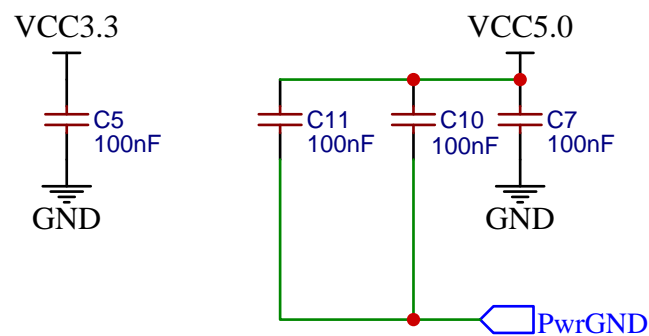 VCC3.3
VCC5.0
C5
100nF
C11
100nF
C10
100nF
C7
100nF
GND
GND
PwrGND